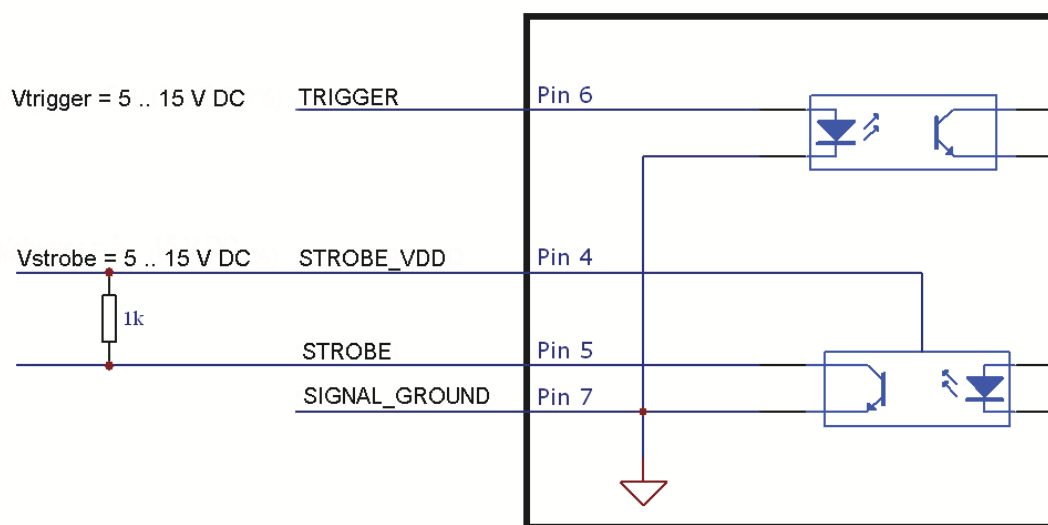 Vtrigger = 5 .. 15 V DC TRIGGER Pin 6
Vstrobe = 5 .. 15 V DC STROBE_VDD Pin 4
1k
STROBE Pin 5
SIGNAL_GROUND Pin 7